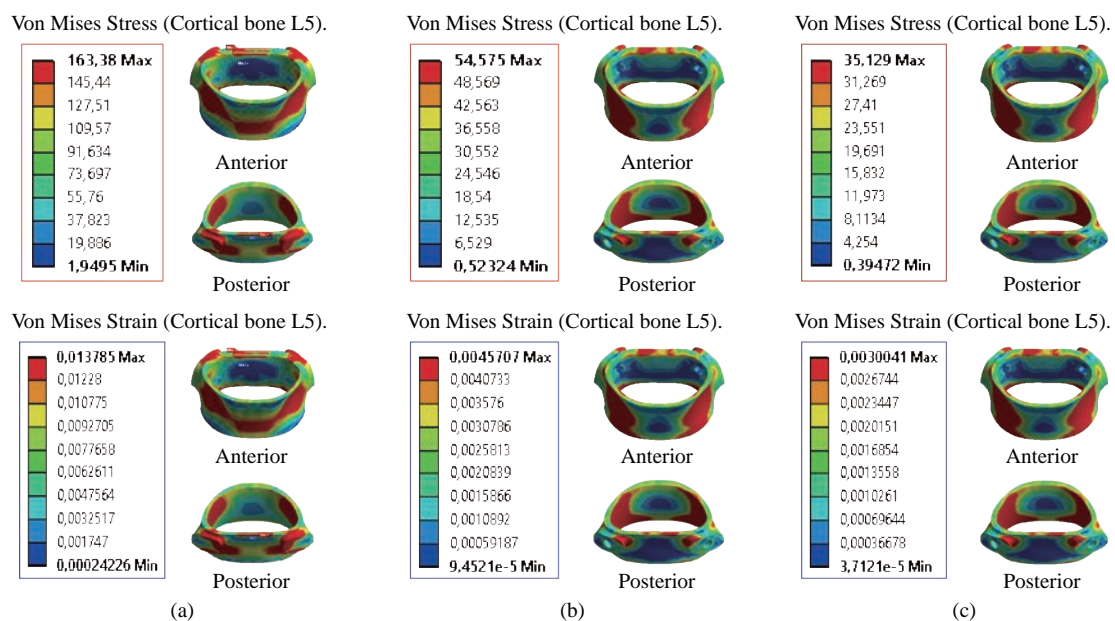 Von Mises Stress (Cortical bone L5).
163,38 Max
145,44
127,51
109,57
91,634
73,697
55,76
37,823
19,886
1,9495 Min
Anterior
Posterior
Von Mises Stress (Cortical bone L5).
54,575 Max
48,569
42,563
36,558
30,552
24,546
18,54
12,535
6,529
0,52324 Min
Anterior
Posterior
Von Mises Stress (Cortical bone L5).
35,129 Max
31,269
27,41
23,551
19,691
15,832
11,973
8,1134
4,254
0,39472 Min
Anterior
Posterior
Von Mises Strain (Cortical bone L5).
0,013785 Max
0,01228
0,010775
0,0092705
0,0077658
0,0062611
0,0047564
0,0032517
0,001747
0,00024226 Min
Anterior
Posterior
(a)
Von Mises Strain (Cortical bone L5).
0,0045707 Max
0,0040733
0,003576
0,0030786
0,0025813
0,0020839
0,0015866
0,0010892
0,00059187
9,4521e-5 Min
Anterior
Posterior
(b)
Von Mises Strain (Cortical bone L5).
0,0030041 Max
0,0026744
0,0023447
0,0020151
0,0016854
0,0013558
0,0010261
0,00069644
0,00036678
3,7121e-5 Min
Anterior
Posterior
(c)